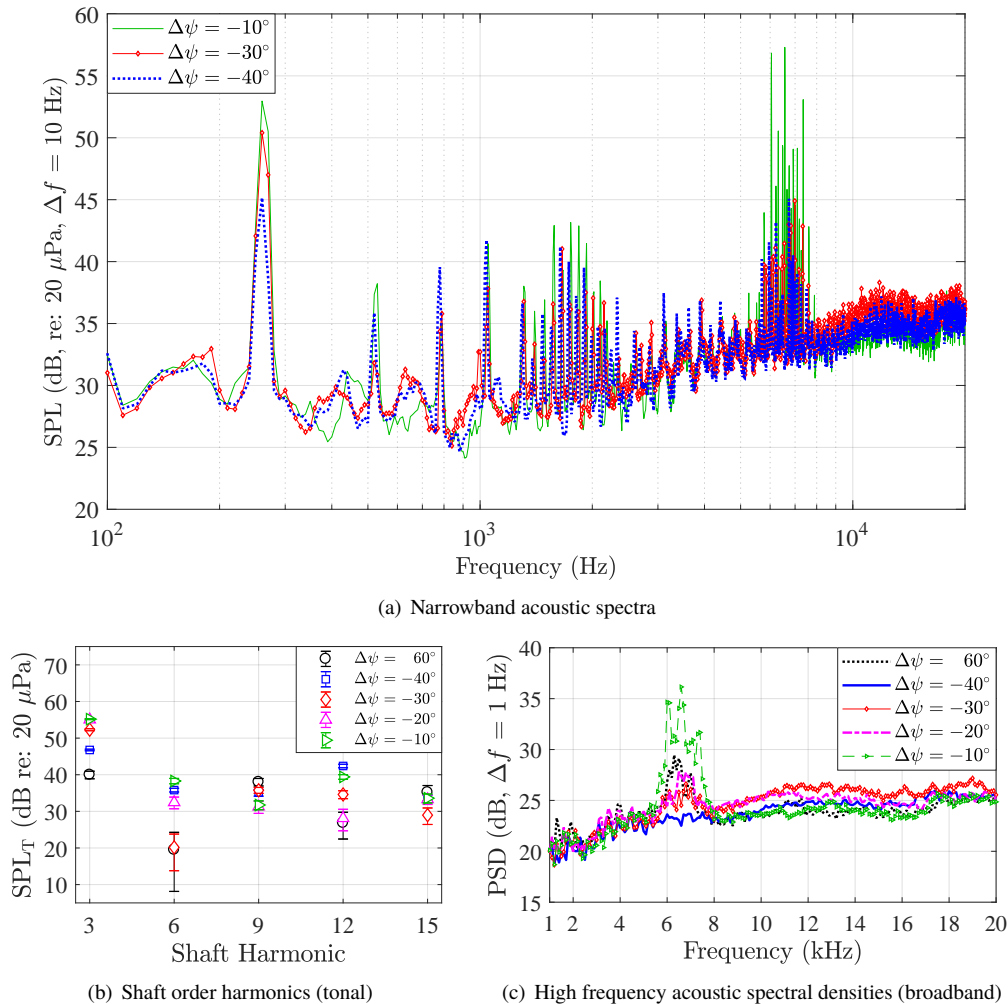 60
55
50
45
40
35
30
25
20
SPL (dB, re: 20 μPa, Δf = 10 Hz)
Δψ = −10°
Δψ = −30°
Δψ = −40°
10² 10³ 10⁴
Frequency (Hz)
(a) Narrowband acoustic spectra
70
60
50
40
30
20
10
SPL_T (dB re: 20 μPa)
Δψ = 60°
Δψ = −40°
Δψ = −30°
Δψ = −20°
Δψ = −10°
3 6 9 12 15
Shaft Harmonic
(b) Shaft order harmonics (tonal)
40
35
30
25
20
15
PSD (dB, Δf = 1 Hz)
Δψ = 60°
Δψ = −40°
Δψ = −30°
Δψ = −20°
Δψ = −10°
1 2 4 6 8 10 12 14 16 18 20
Frequency (kHz)
(c) High frequency acoustic spectral densities (broadband)